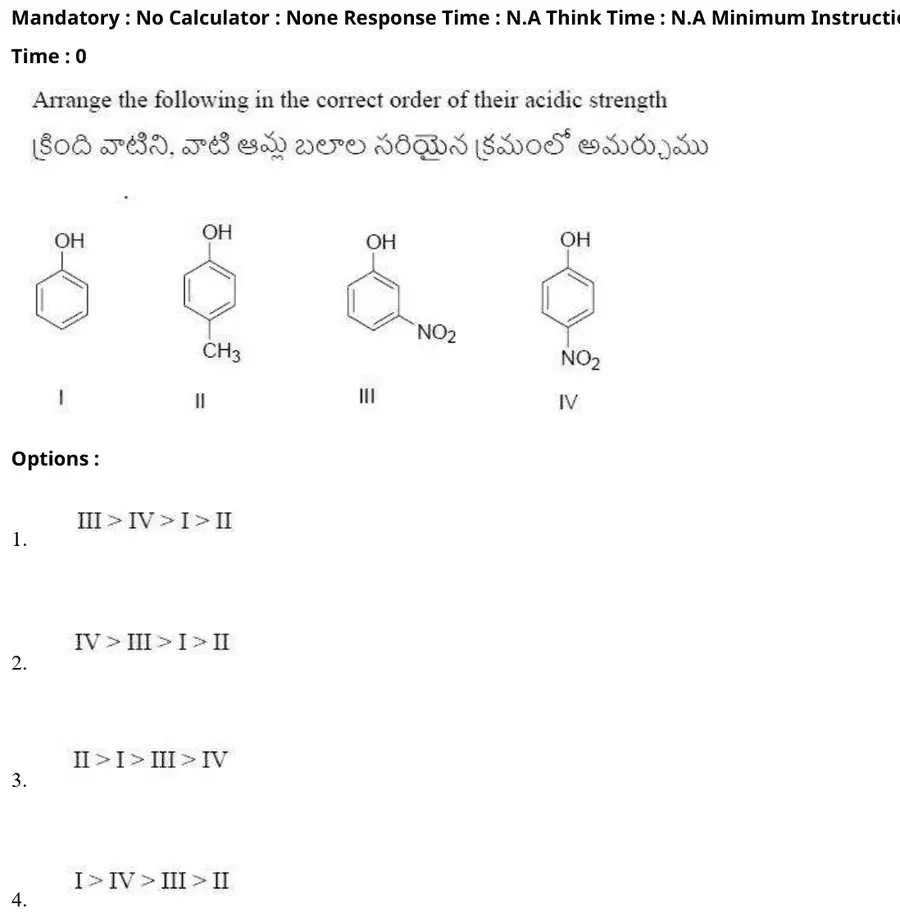 Mandatory : No Calculator : None Response Time : N.A Think Time : N.A Minimum Instructi
Time : 0
Arrange the following in the correct order of their acidic strength
క్రింది వాటిని, వాటి ఆమ్ల బలాల సరియైన క్రమంలో అమర్చుము
OH OH OH OH
NO2
CH3 NO2
I II III IV
Options :
1. III > IV > I > II
2. IV > III > I > II
3. II > I > III > IV
4. I > IV > III > II